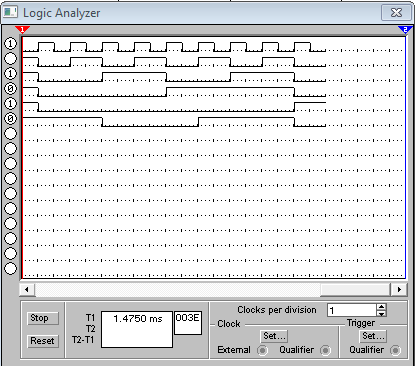 Logic Analyzer
1
2
1
1
0
1
0
Stop
Reset
T1
T2
T2-T1
1.4750 ms
003E
Clocks per division
1
Clock
Trigger
Set...
Set...
External
Qualifier
Qualifier